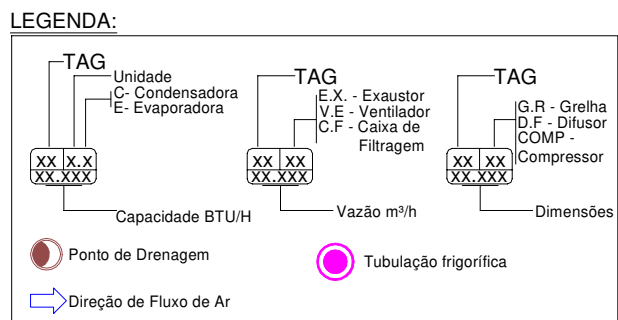 LEGENDA:
TAG
Unidade
C- Condensadora
E- Evaporadora
XX X.X
XX.XXX
Capacidade BTU/H
TAG
E.X. - Exaustor
V.E - Ventilador
C.F - Caixa de
Filtragem
XX XX
XX.XXX
Vazão m³/h
TAG
G.R - Grelha
D.F - Difusor
COMP -
Compressor
XX XX
XX.XXX
Dimensões
Ponto de Drenagem
Tubulação frigorífica
Direção de Fluxo de Ar